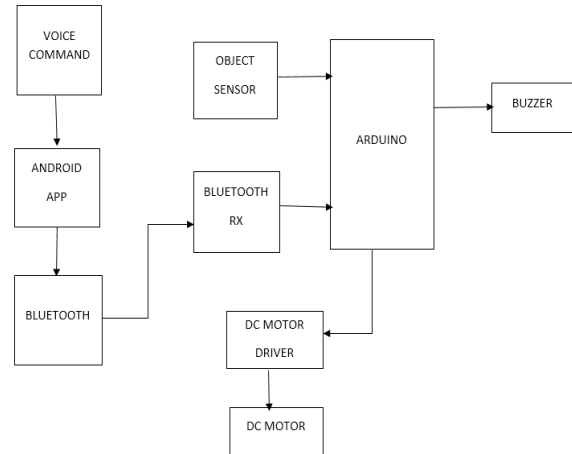 VOICE
COMMAND
ANDROID
APP
BLUETOOTH
OBJECT
SENSOR
BLUETOOTH
RX
ARDUINO
BUZZER
DC MOTOR
DRIVER
DC MOTOR